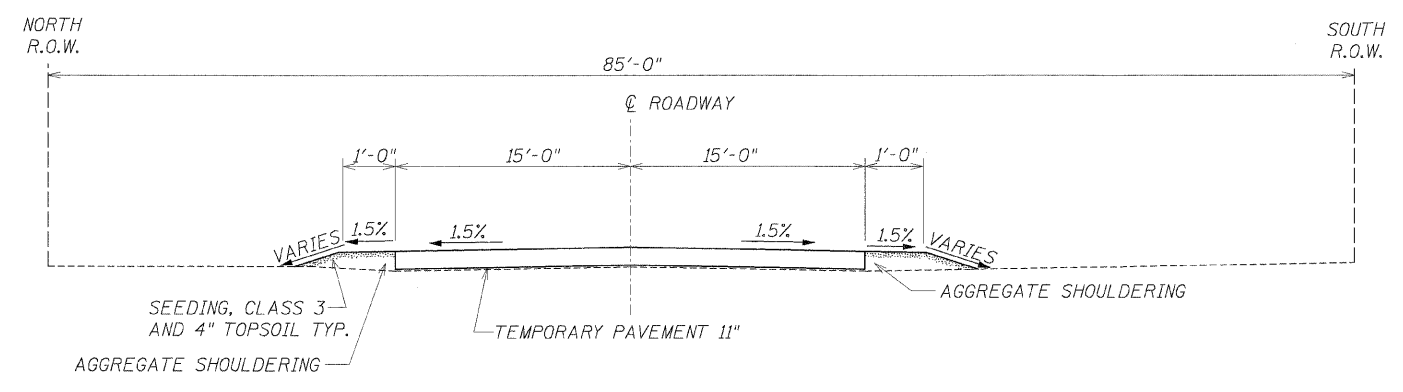 NORTH
R.O.W.
SOUTH
R.O.W.
85'-0"
℄ ROADWAY
1'-0"
15'-0"
15'-0"
1'-0"
VARIES
1.5%
1.5%
1.5%
1.5%
VARIES
SEEDING, CLASS 3
AND 4" TOPSOIL TYP.
AGGREGATE SHOULDERING
TEMPORARY PAVEMENT 11"
AGGREGATE SHOULDERING